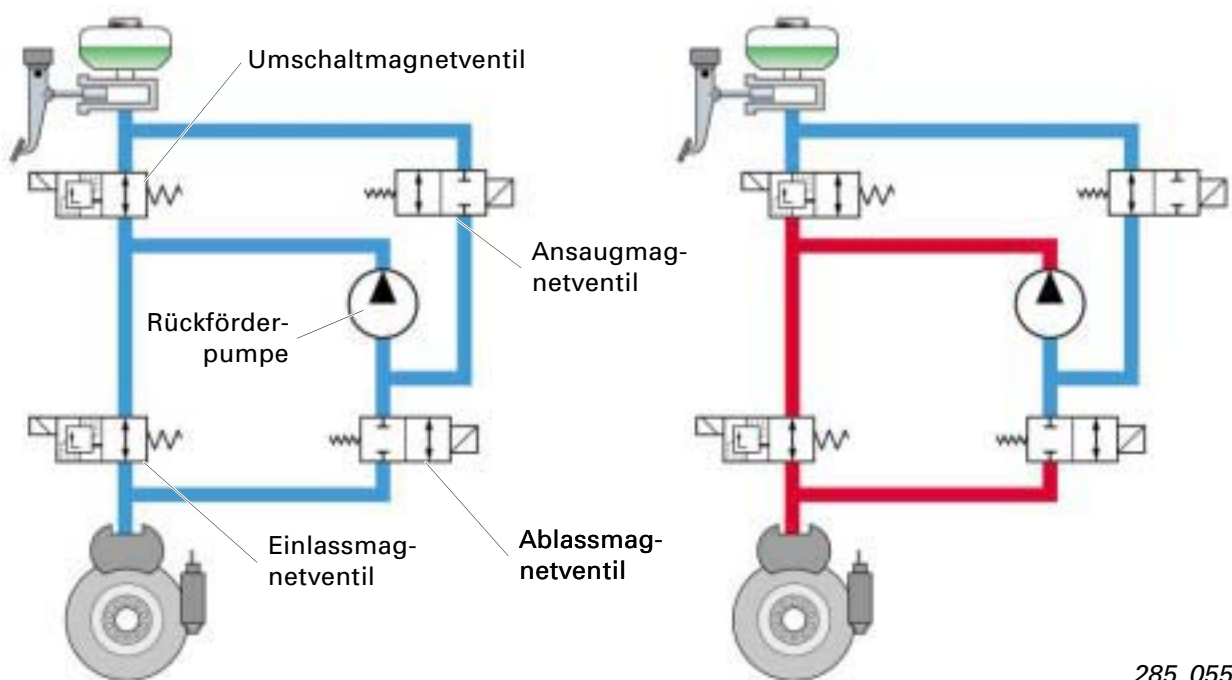 Umschaltmagnetventil
Ansaugmag-
netventil
Rückförder-
pumpe
Einlassmag-
netventil
Ablassmag-
netventil
285_055